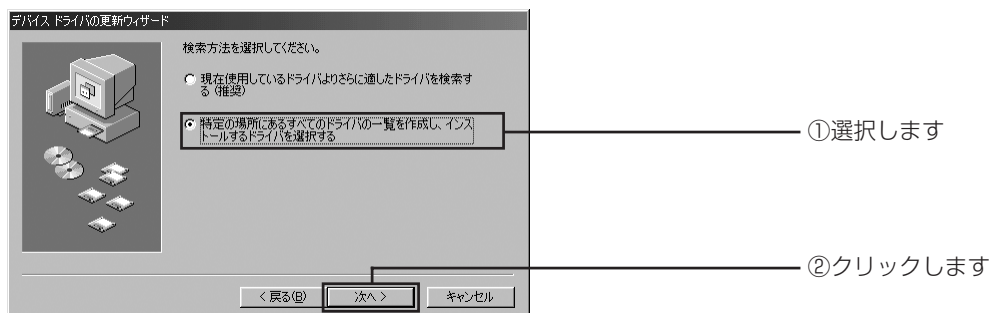 デバイス ドライバの更新ウィザード
検索方法を選択してください。
現在使用しているドライバよりさらに適したドライバを検索す
る (推奨)
特定の場所にあるすべてのドライバの一覧を作成し、インス
トールするドライバを選択する
①選択します
②クリックします
< 戻る(B)
次へ >
キャンセル